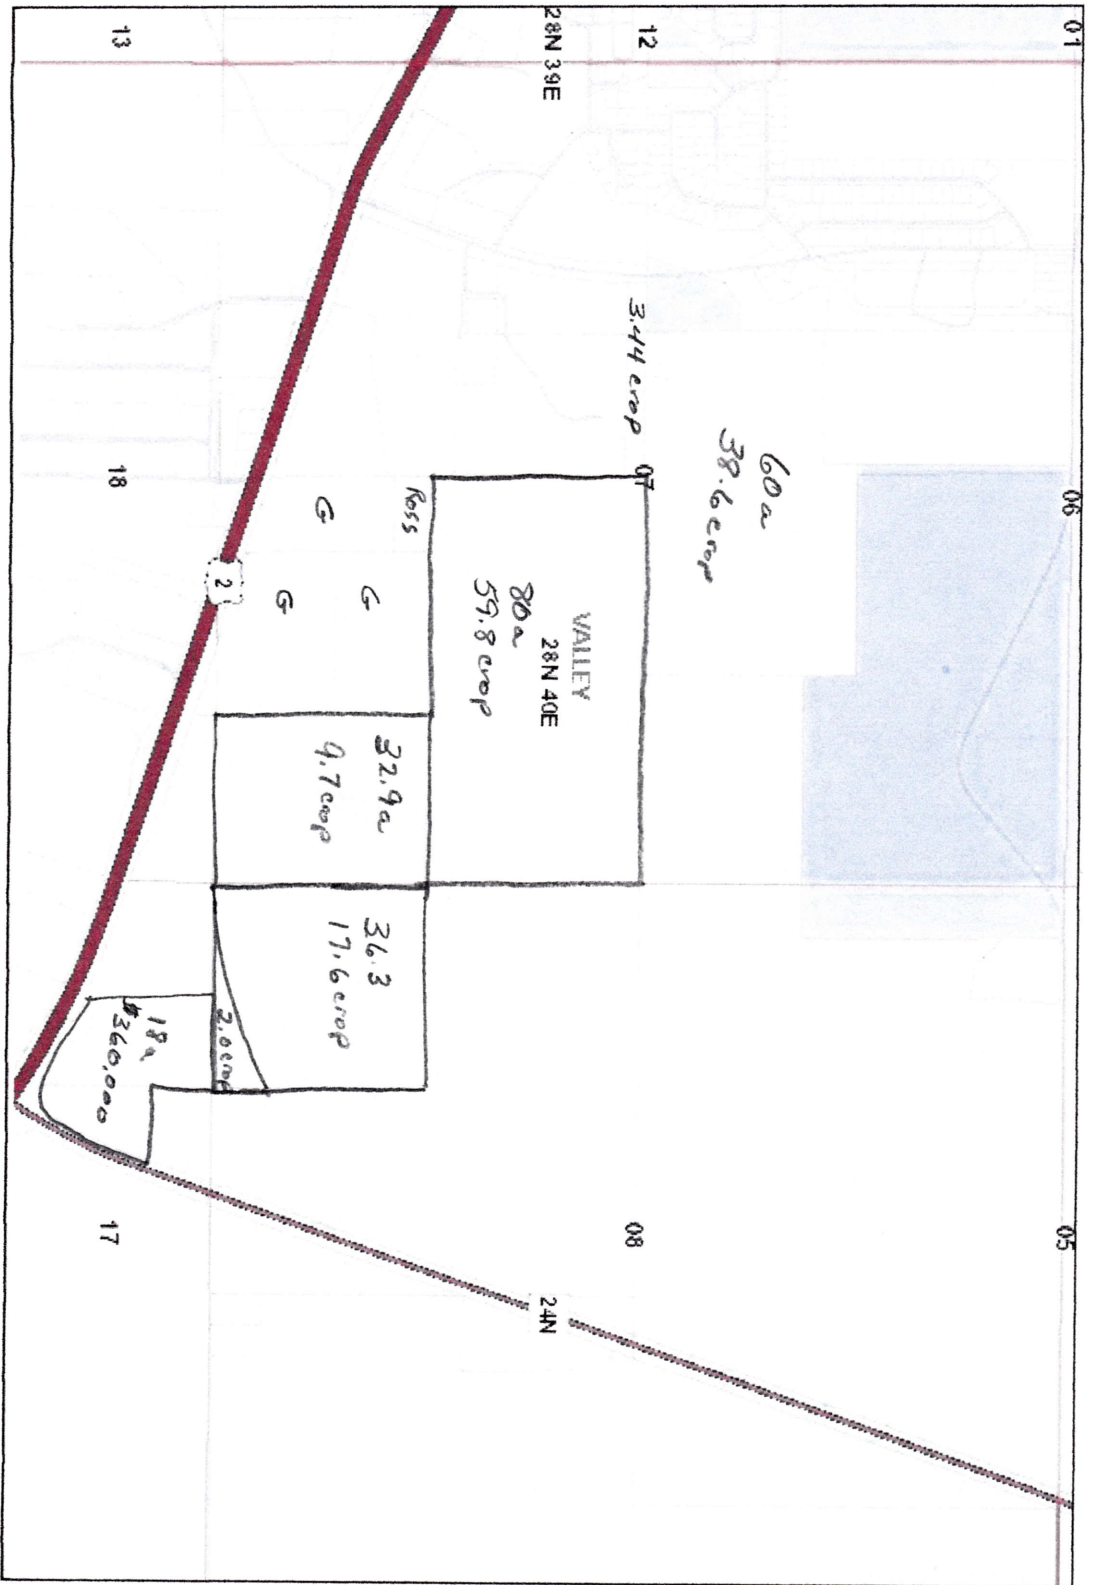 01
06
05
60a
38.6 crop
12
3.44 crop
07
08
VALLEY
28N 39E
28N 40E
24N
80a
59.8 crop
Ross
32.9a
9.7 crop
36.3
17.6 crop
G
G
G
2
2.0 crop
18a
$360,000
13
18
17